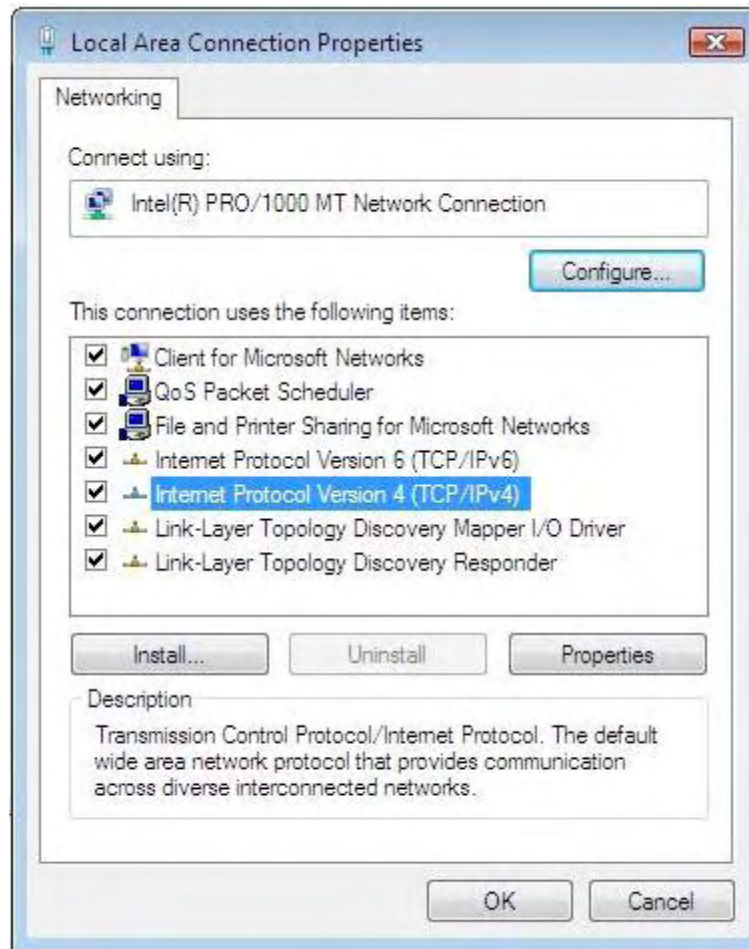 Local Area Connection Properties
Networking
Connect using:
Intel(R) PRO/1000 MT Network Connection
Configure...
This connection uses the following items:
Client for Microsoft Networks
QoS Packet Scheduler
File and Printer Sharing for Microsoft Networks
Internet Protocol Version 6 (TCP/IPv6)
Internet Protocol Version 4 (TCP/IPv4)
Link-Layer Topology Discovery Mapper I/O Driver
Link-Layer Topology Discovery Responder
Install... Uninstall Properties
Description
Transmission Control Protocol/Internet Protocol. The default
wide area network protocol that provides communication
across diverse interconnected networks.
OK Cancel